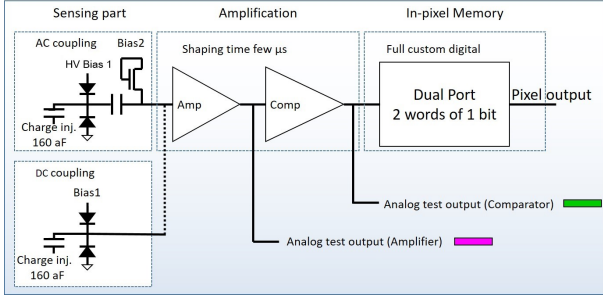 Sensing part
Amplification
In-pixel Memory
AC coupling
Bias2
HV Bias 1
Charge inj.
160 aF
Shaping time few µs
Amp
Comp
Full custom digital
Dual Port
2 words of 1 bit
Pixel output
DC coupling
Bias1
Charge inj.
160 aF
Analog test output (Comparator)
Analog test output (Amplifier)